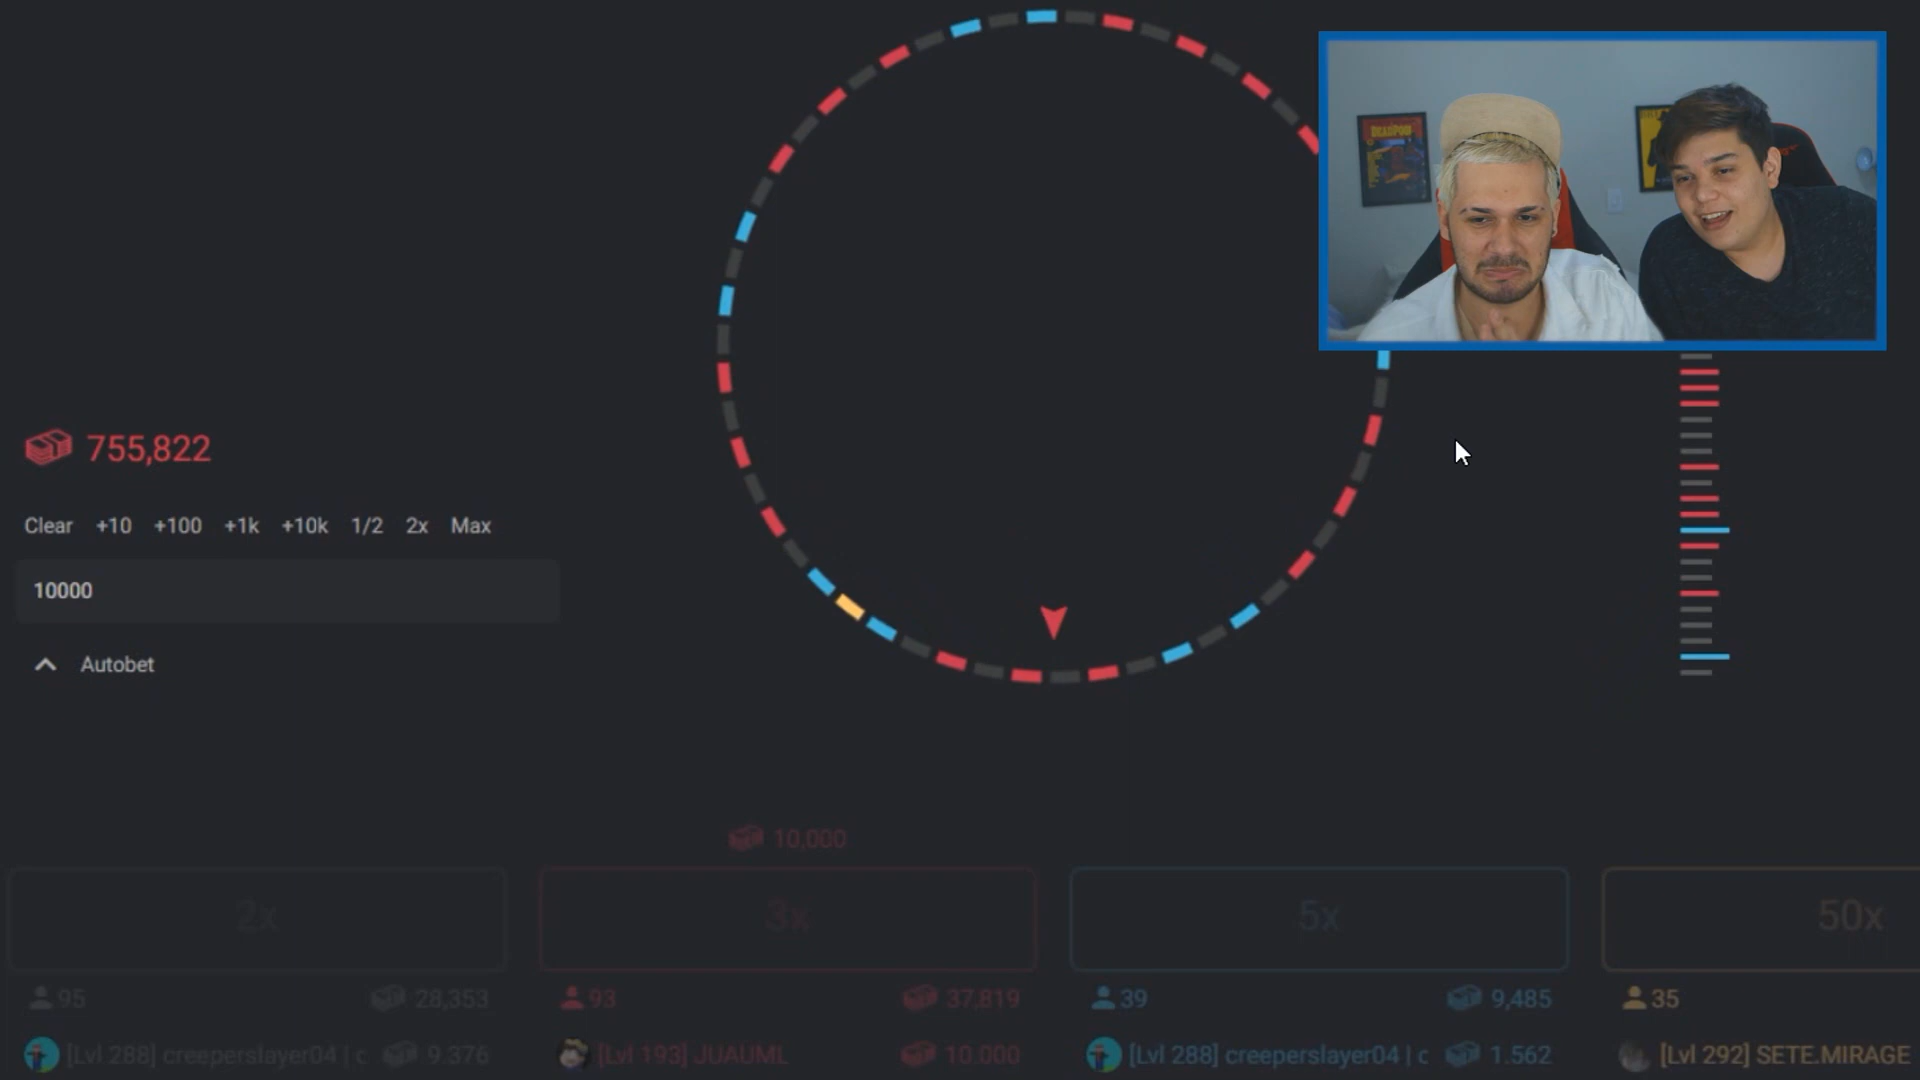 DEADPOOL
755,822
Clear +10 +100 +1k +10k 1/2 2x Max
10000
Autobet
10,000
2x 3x 5x 50x
95 28,353 93 37,819 39 9,485 35
[Lvl 288] creeperslayer04 | c 9.376 [Lvl 193] JUAUML 10.000 [Lvl 288] creeperslayer04 | c 1.562 [Lvl 292] SETE.MIRAGE